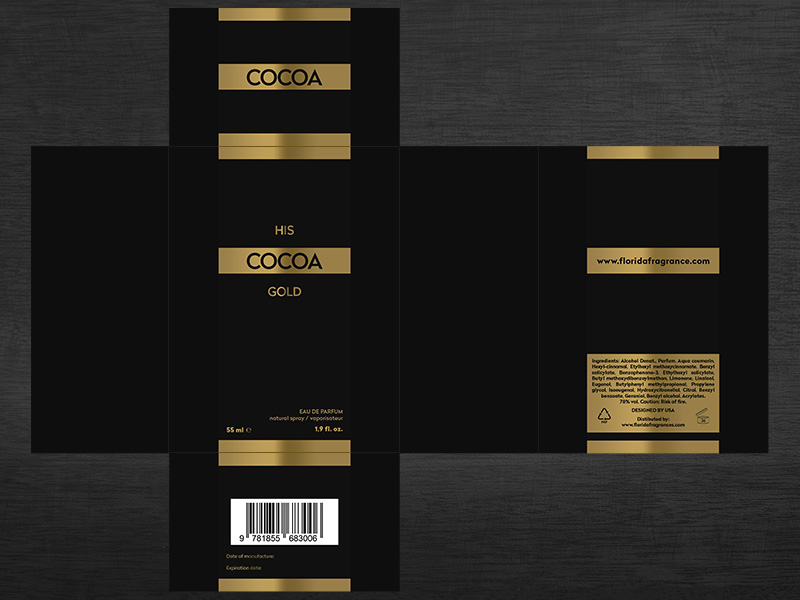 COCOA
HIS
COCOA
GOLD
EAU DE PARFUM
natural spray / vaporisateur
55 ml ℮
1.9 fl. oz.
9 781855 683006
Date of manufacture:
Expiration date:
www.floridafragrance.com
Ingredients: Alcohol Denat., Parfum, Aqua coumarin,
Hexyl-cinnamal, Etylhexyl methoxycinnamate, Benzyl
salicylate, Benzophenone-3, Ethylhexyl salicylate,
Butyl methoxydibenzoylmethan, Limonene, Linalool,
Eugenol, Butylphenyl methylpropional, Propylene
glycol, Isoeugenol, Hydroxycitronellol, Citral, Benzyl
benzoate, Geraniol, Benzyl alcohol, Acrylates.
78% vol. Caution: Risk of fire.
DESIGNED BY USA
Distributed by:
www.floridafragrances.com